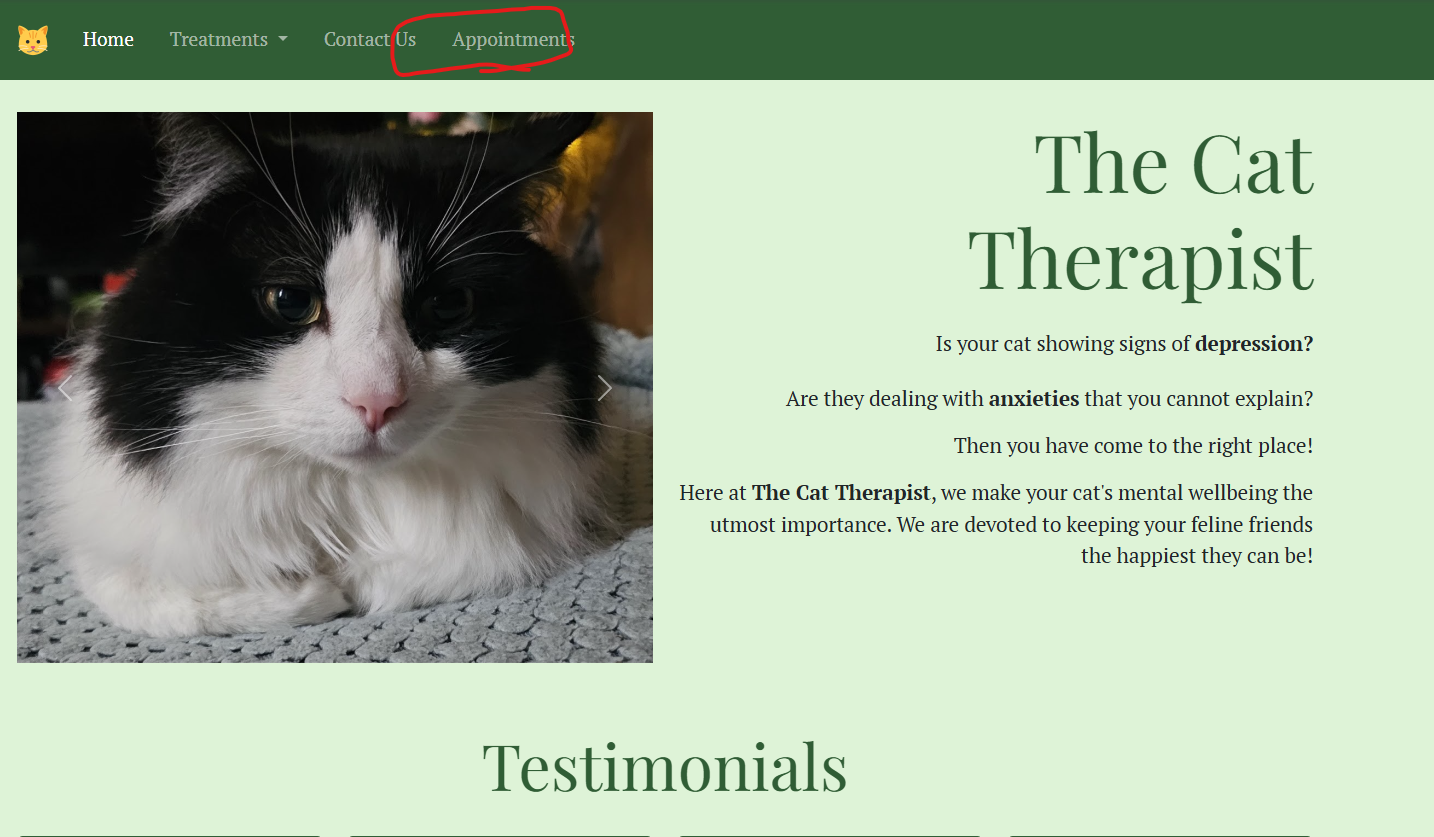 Home Treatments Contact Us Appointments
The Cat
Therapist
Is your cat showing signs of depression?
Are they dealing with anxieties that you cannot explain?
Then you have come to the right place!
Here at The Cat Therapist, we make your cat's mental wellbeing the
utmost importance. We are devoted to keeping your feline friends
the happiest they can be!
Testimonials